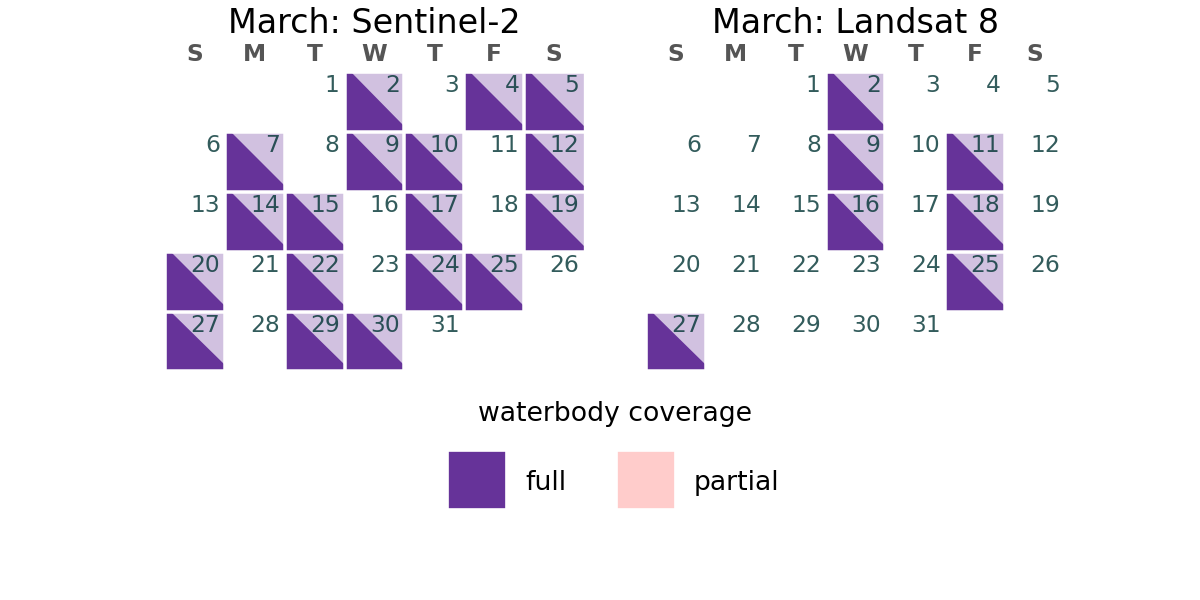 March: Sentinel-2
S M T W T F S
1 2 3 4 5
6 7 8 9 10 11 12
13 14 15 16 17 18 19
20 21 22 23 24 25 26
27 28 29 30 31
March: Landsat 8
S M T W T F S
1 2 3 4 5
6 7 8 9 10 11 12
13 14 15 16 17 18 19
20 21 22 23 24 25 26
27 28 29 30 31
waterbody coverage
full partial